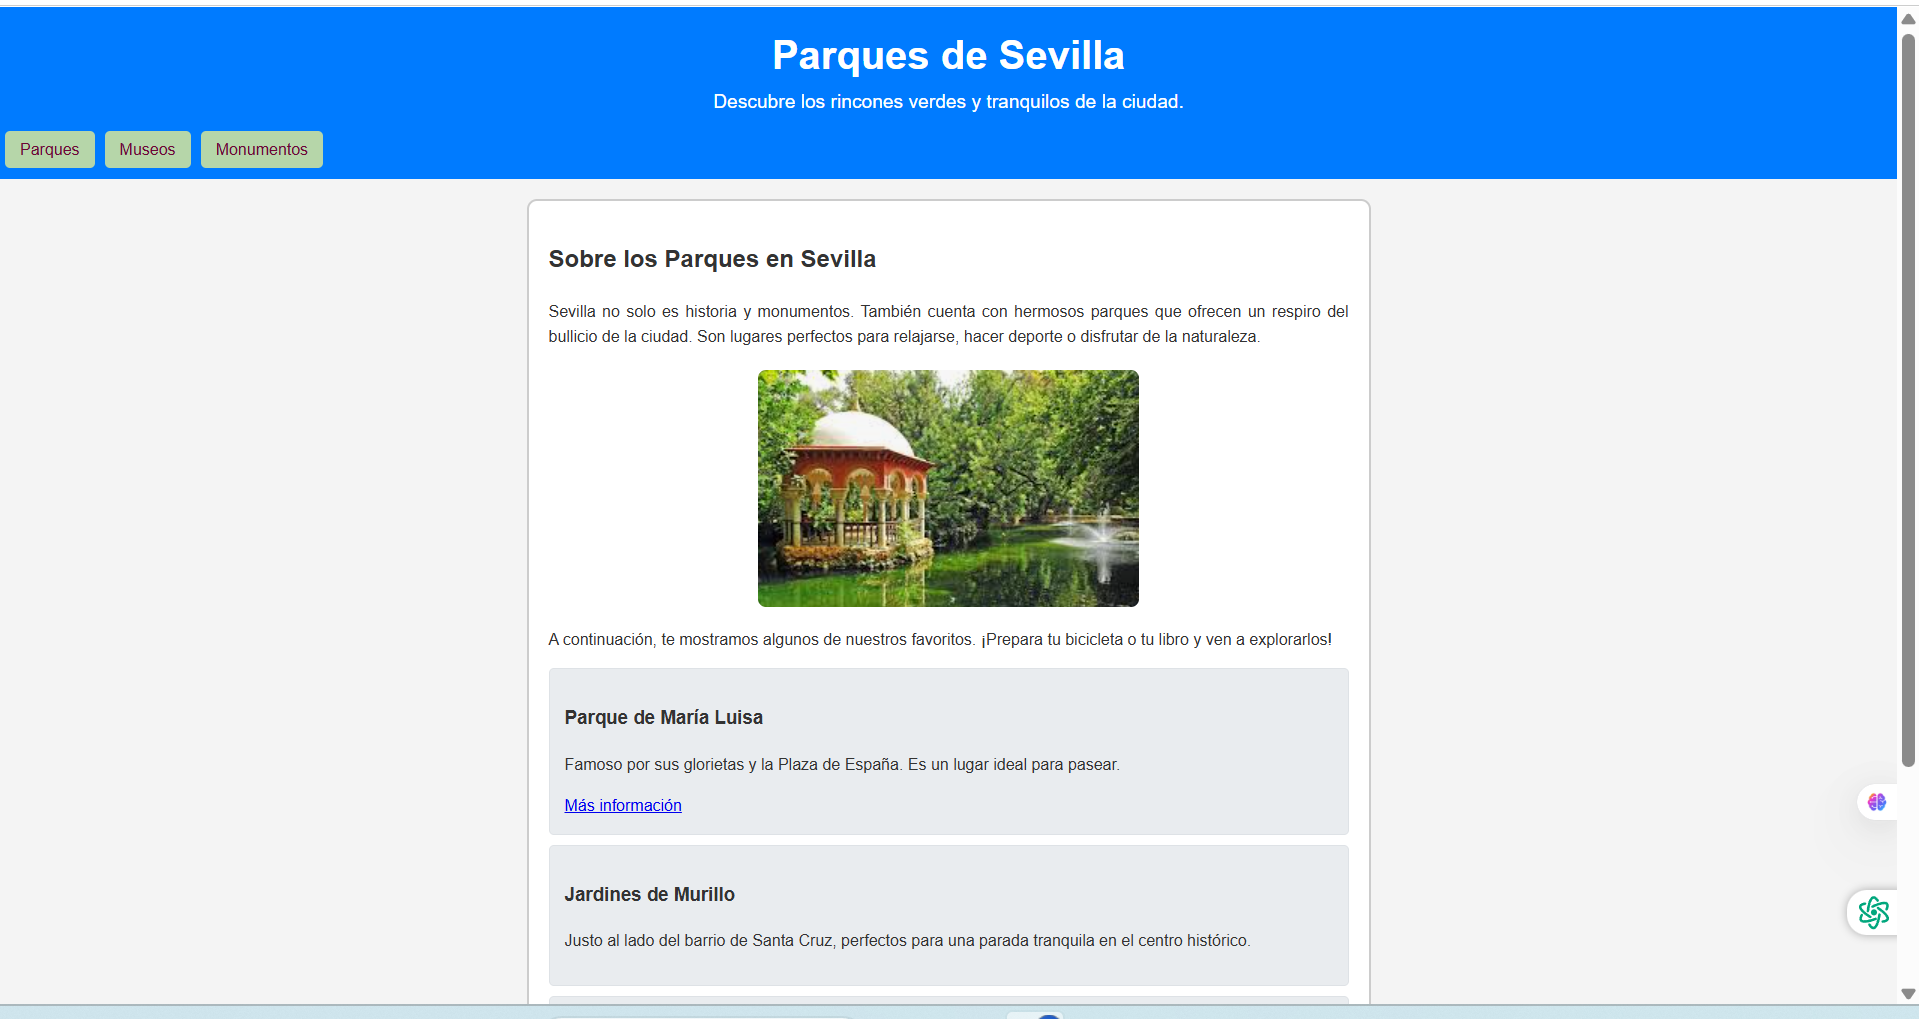 Parques de Sevilla
Descubre los rincones verdes y tranquilos de la ciudad.
Parques Museos Monumentos
Sobre los Parques en Sevilla
Sevilla no solo es historia y monumentos. También cuenta con hermosos parques que ofrecen un respiro del
bullicio de la ciudad. Son lugares perfectos para relajarse, hacer deporte o disfrutar de la naturaleza.
A continuación, te mostramos algunos de nuestros favoritos. ¡Prepara tu bicicleta o tu libro y ven a explorarlos!
Parque de María Luisa
Famoso por sus glorietas y la Plaza de España. Es un lugar ideal para pasear.
Más información
Jardines de Murillo
Justo al lado del barrio de Santa Cruz, perfectos para una parada tranquila en el centro histórico.